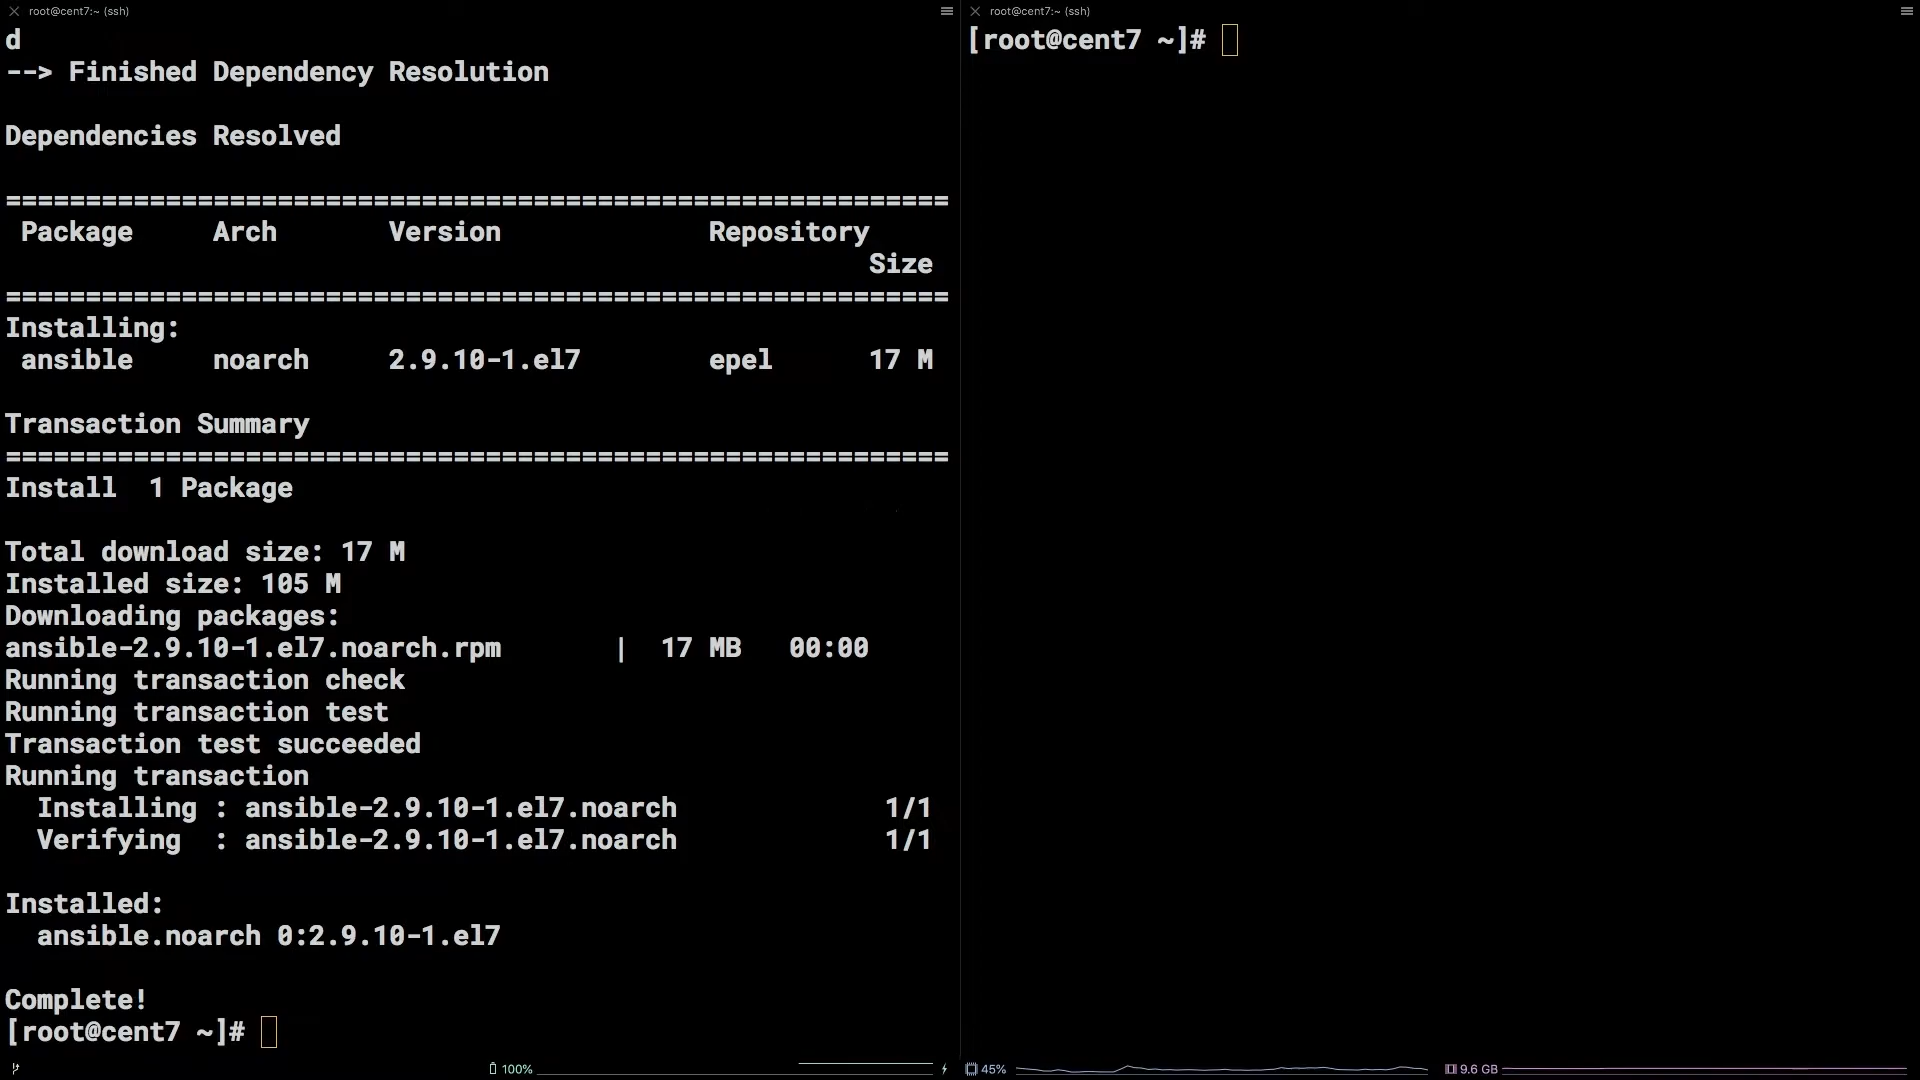 root@cent7:~ (ssh)
d
--> Finished Dependency Resolution
Dependencies Resolved
================================================================================
Package Arch Version Repository
Size
================================================================================
Installing:
ansible noarch 2.9.10-1.el7 epel 17 M
Transaction Summary
================================================================================
Install 1 Package
Total download size: 17 M
Installed size: 105 M
Downloading packages:
ansible-2.9.10-1.el7.noarch.rpm | 17 MB 00:00
Running transaction check
Running transaction test
Transaction test succeeded
Running transaction
Installing : ansible-2.9.10-1.el7.noarch 1/1
Verifying : ansible-2.9.10-1.el7.noarch 1/1
Installed:
ansible.noarch 0:2.9.10-1.el7
Complete!
[root@cent7 ~]#
root@cent7:~ (ssh)
[root@cent7 ~]#
100%
45%
9.6 GB